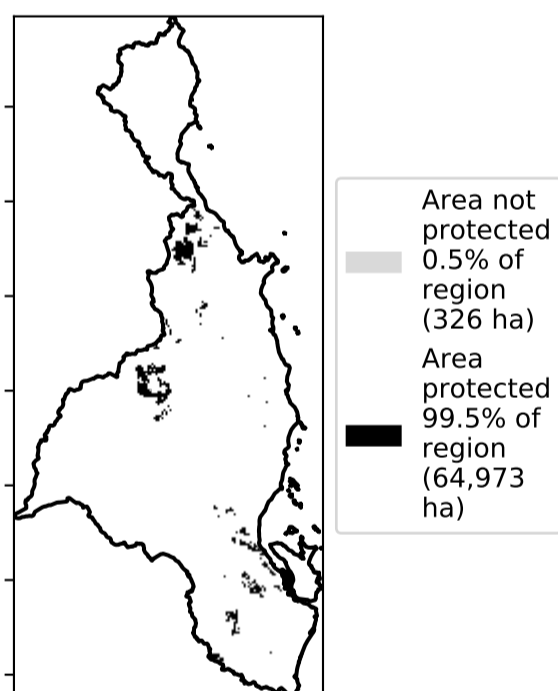 Area not
protected
0.5% of
region
(326 ha)
Area
protected
99.5% of
region
(64,973
ha)